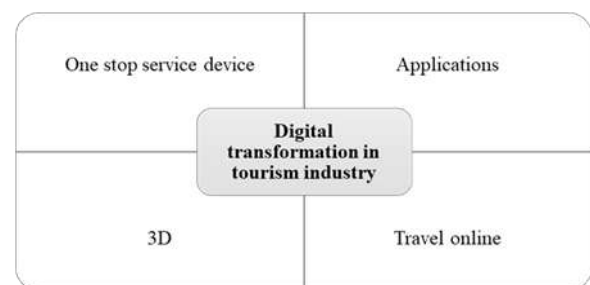 One stop service device
Applications
Digital
transformation in
tourism industry
3D
Travel online